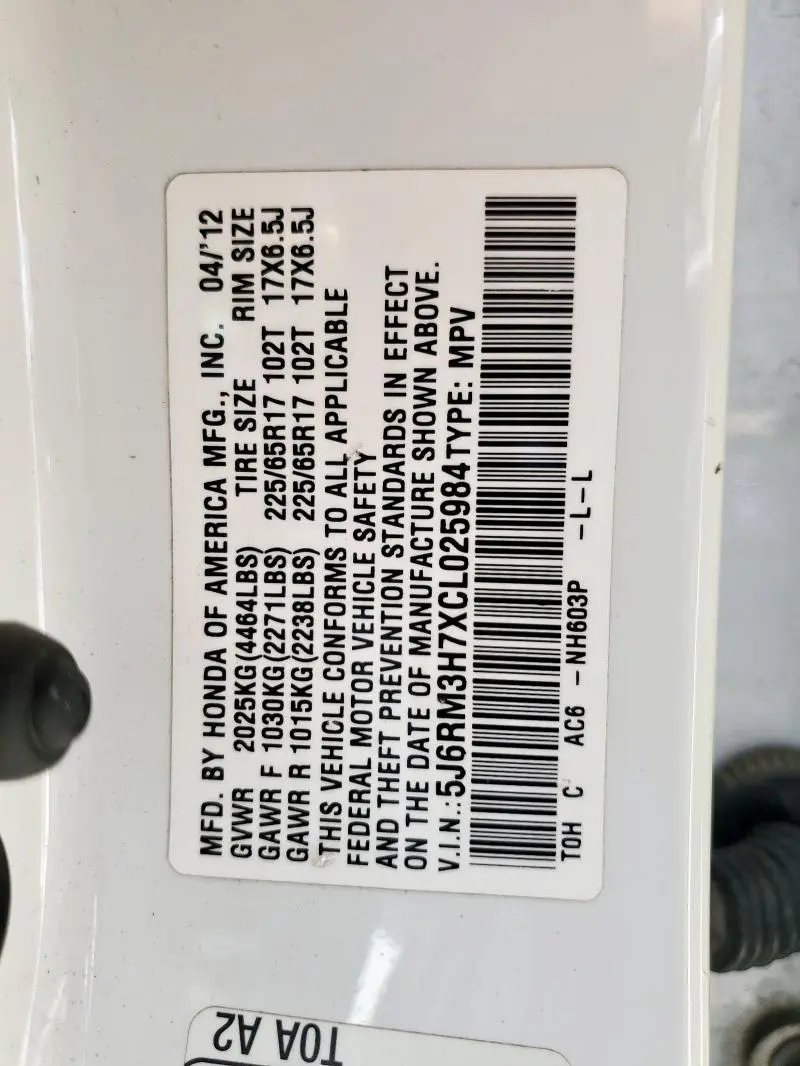 MFD. BY HONDA OF AMERICA MFG., INC. 04/'12
GVWR 2025KG(4464LBS) TIRE SIZE RIM SIZE
GAWR F 1030KG(2271LBS) 225/65R17 102T 17X6.5J
GAWR R 1015KG(2238LBS) 225/65R17 102T 17X6.5J
THIS VEHICLE CONFORMS TO ALL APPLICABLE
FEDERAL MOTOR VEHICLE SAFETY
AND THEFT PREVENTION STANDARDS IN EFFECT
ON THE DATE OF MANUFACTURE SHOWN ABOVE.
V.I.N.:5J6RM3H7XCL025984 TYPE: MPV
TOH C AC6 -NH603P -L-L
T0A A2